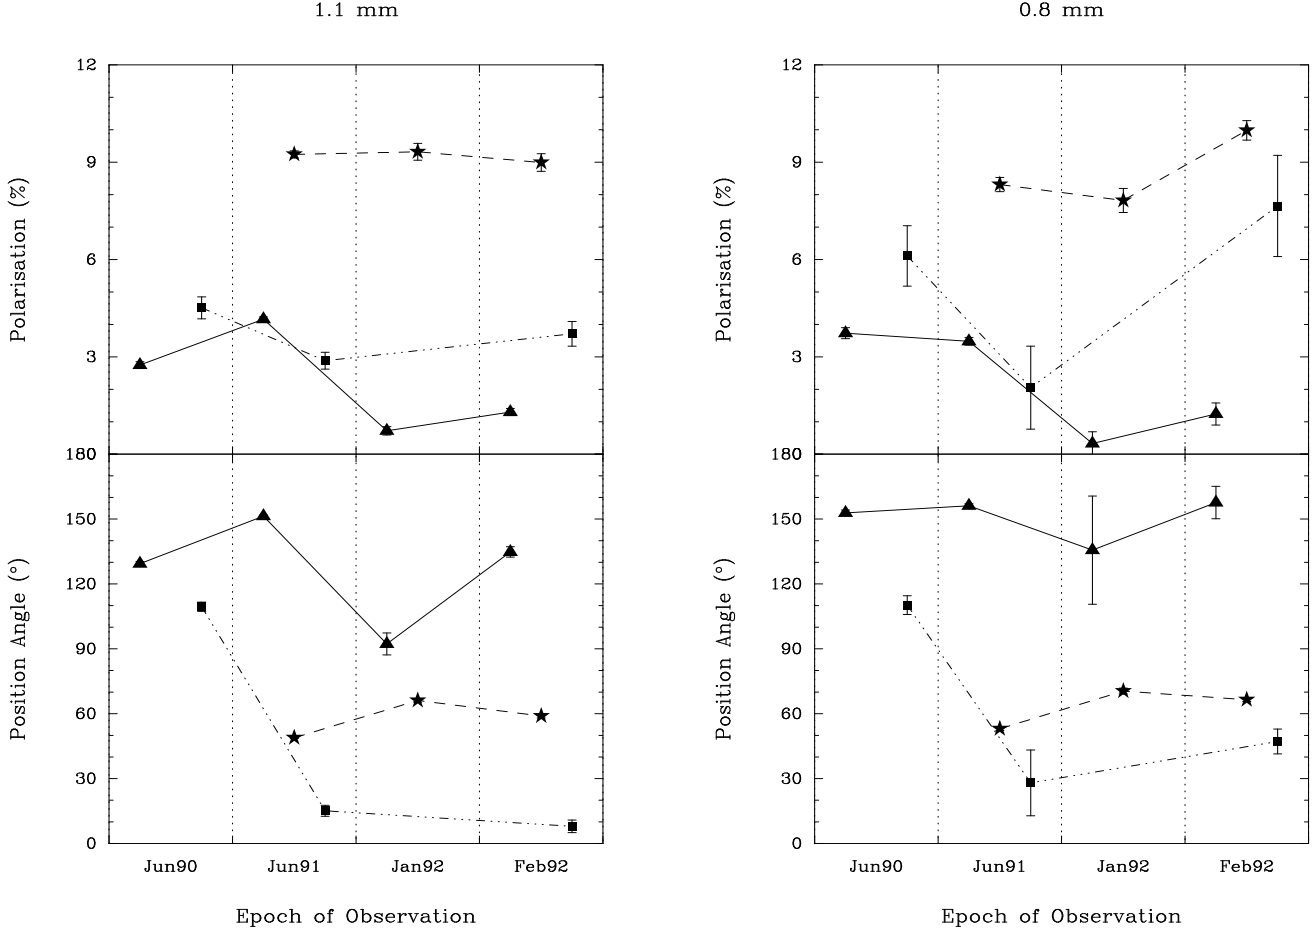 1.1 mm
0.8 mm
12
9
6
3
180
150
120
90
60
30
0
Polarisation (%)
Position Angle (°)
Jun90 Jun91 Jan92 Feb92
Epoch of Observation
12
9
6
3
180
150
120
90
60
30
0
Polarisation (%)
Position Angle (°)
Jun90 Jun91 Jan92 Feb92
Epoch of Observation